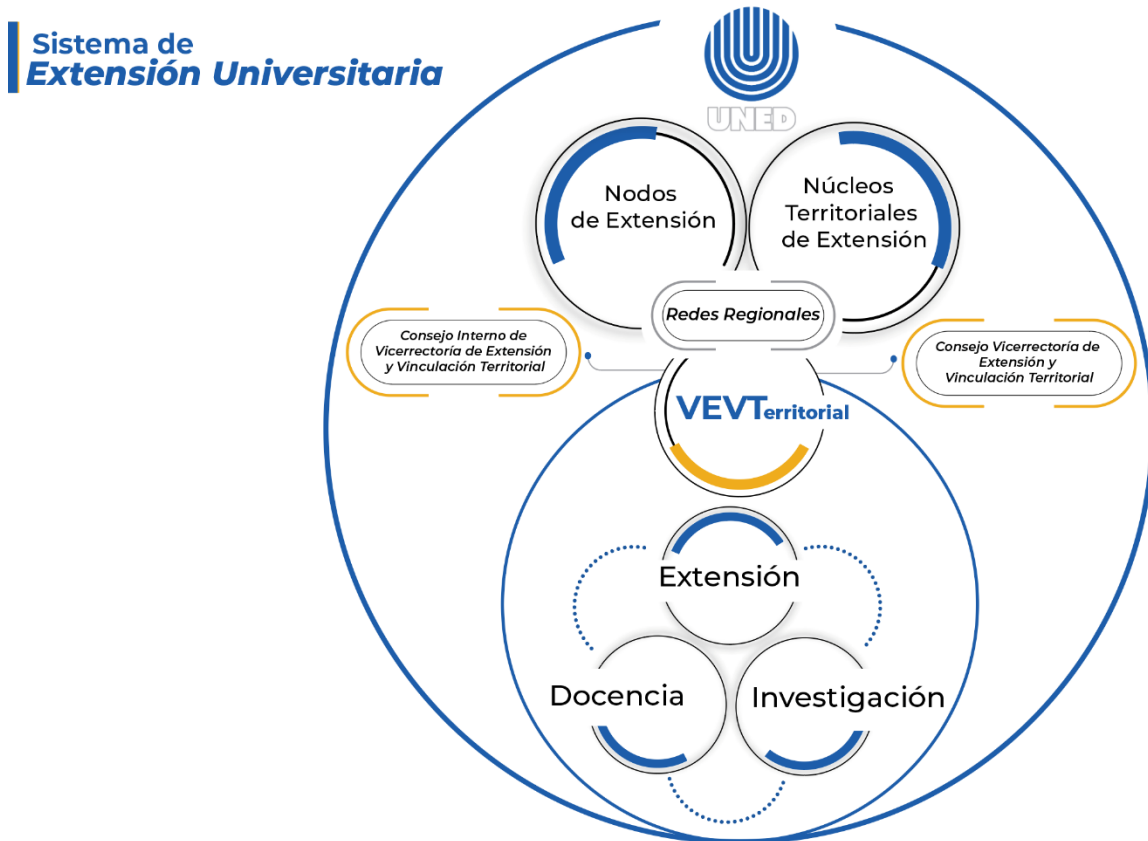 Sistema de
Extensión Universitaria
UNED
Nodos
de Extensión
Núcleos
Territoriales
de Extensión
Redes Regionales
Consejo Interno de
Vicerrectoría de Extensión
y Vinculación Territorial
Consejo Vicerrectoría de
Extensión y
Vinculación Territorial
VEVTerritorial
Extensión
Docencia
Investigación